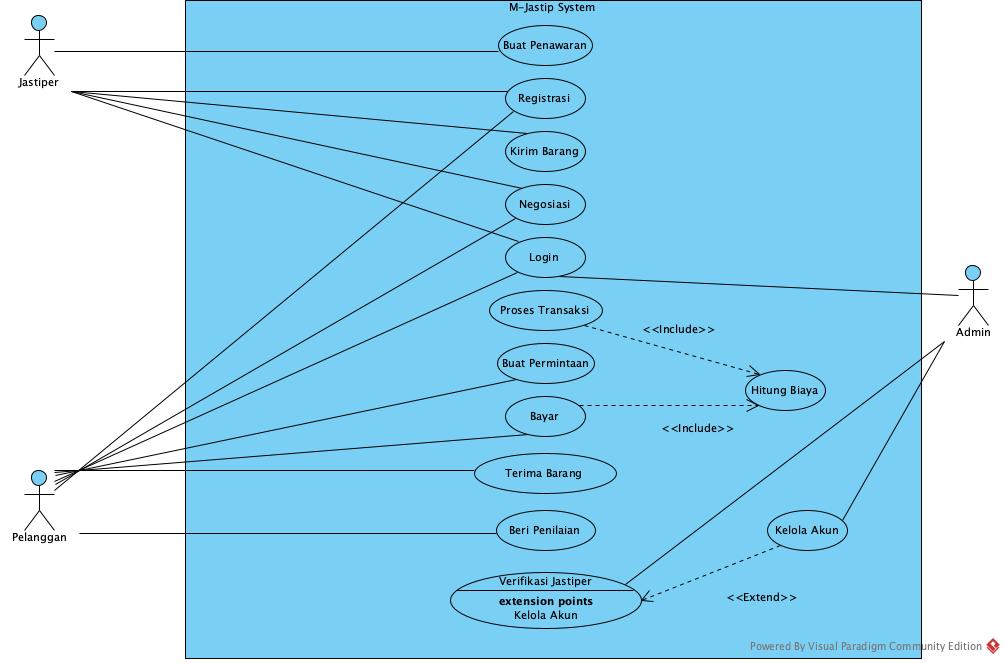 M-Jastip System
Buat Penawaran
Jastiper
Registrasi
Kirim Barang
Negosiasi
Login
Proses Transaksi
<<Include>>
Admin
Buat Permintaan
Hitung Biaya
Bayar
<<Include>>
Terima Barang
Beri Penilaian
Kelola Akun
Pelanggan
Verifikasi Jastiper
extension points
Kelola Akun
<<Extend>>
Powered By Visual Paradigm Community Edition